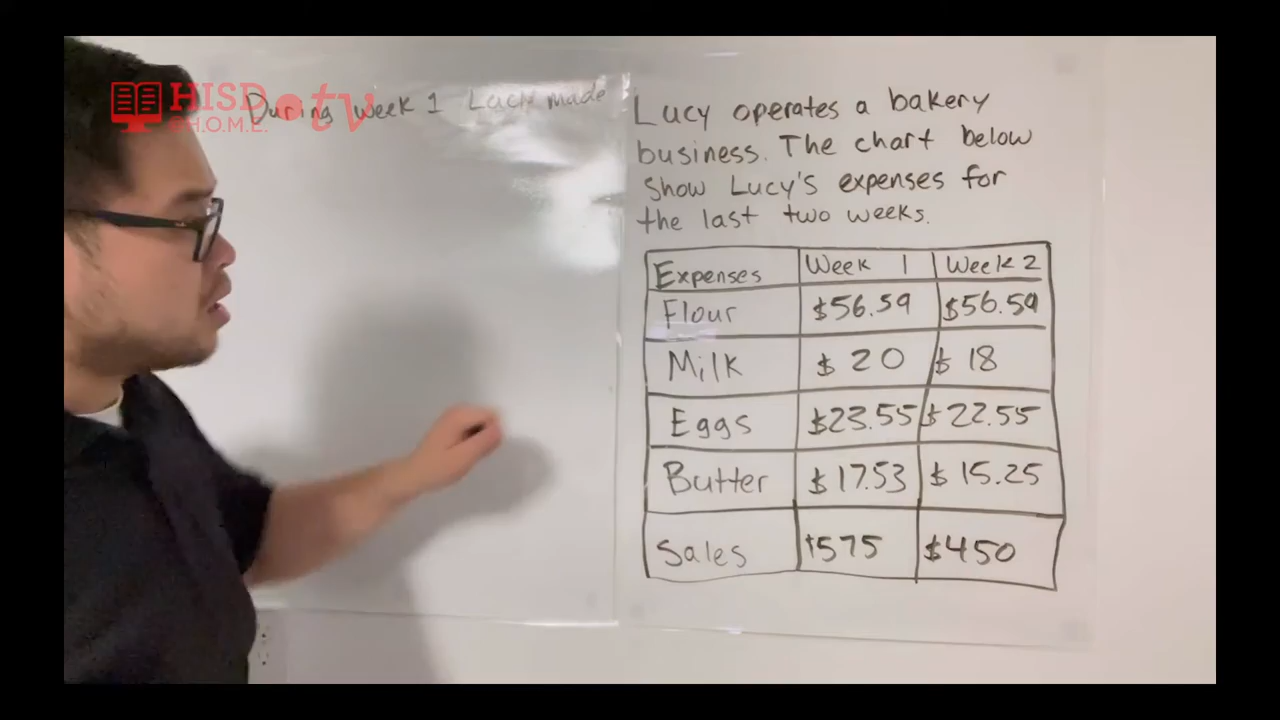 HISD
@H.O.M.E.
tv
During week 1 Lucy made
Lucy operates a bakery
business. The chart below
show Lucy's expenses for
the last two weeks.
Expenses Week 1 Week 2
Flour $56.59 $56.59
Milk $ 20 $ 18
Eggs $23.55 $22.55
Butter $17.53 $15.25
Sales $575 $450